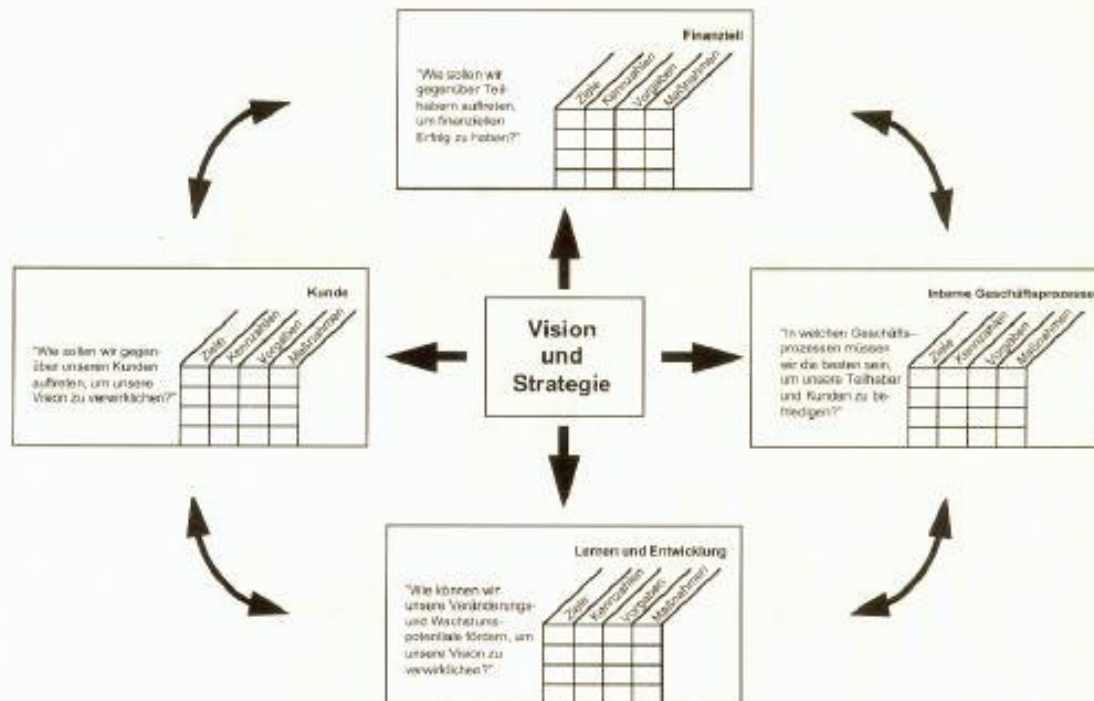 Finanziell
"Wie sollen wir
gegenüber Teil-
habern auftreten,
um finanziellen
Erfolg zu haben?"
Ziele
Kennzahlen
Vorgaben
Maßnahmen
Kunde
"Wie sollen wir gegen-
über unseren Kunden
auftreten, um unsere
Vision zu verwirklichen?"
Ziele
Kennzahlen
Vorgaben
Maßnahmen
Vision
und
Strategie
Interne Geschäftsprozesse
"In welchen Geschäfts-
prozessen müssen
wir die besten sein,
um unsere Teilhaber
und Kunden zu be-
friedigen?"
Ziele
Kennzahlen
Vorgaben
Maßnahmen
Lernen und Entwicklung
"Wie können wir
unsere Veränderungs-
und Wachstums-
potentiale fördern, um
unsere Vision zu
verwirklichen?"
Ziele
Kennzahlen
Vorgaben
Maßnahmen